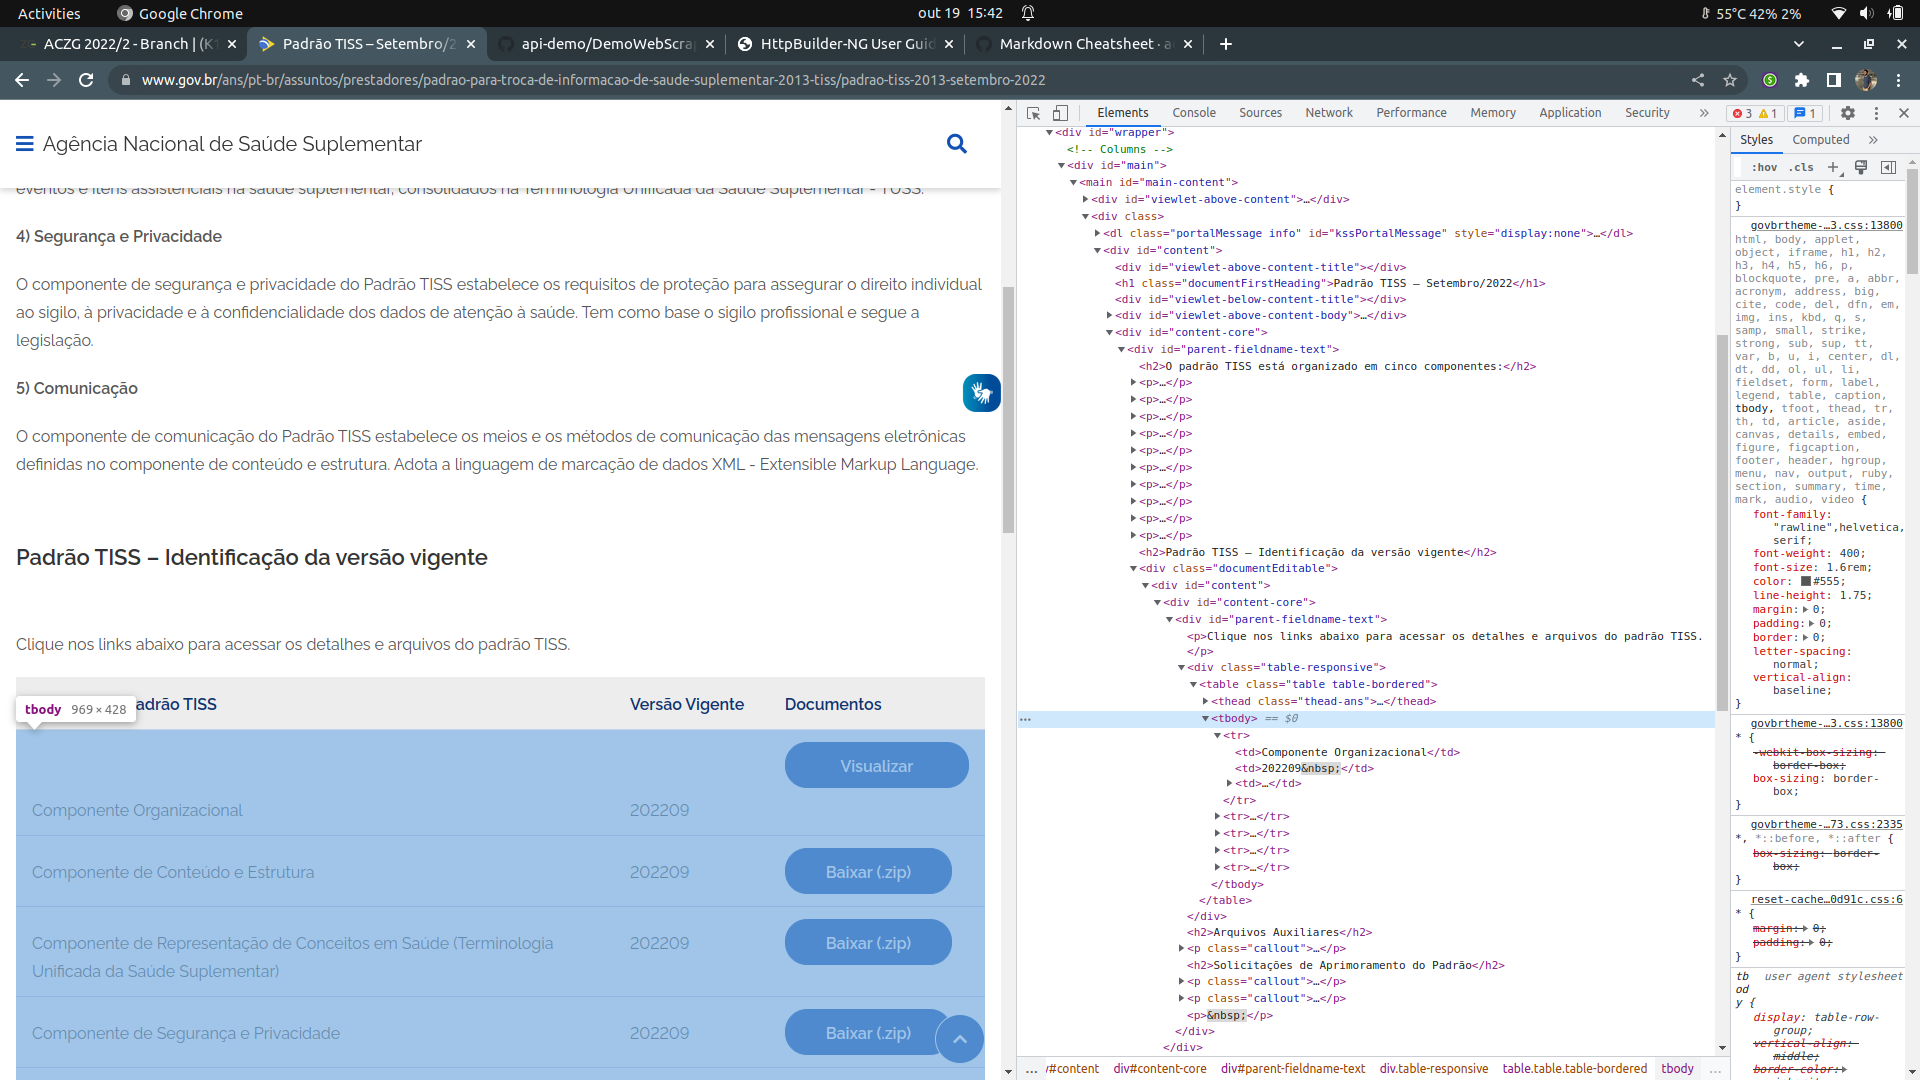 Activities
Google Chrome
out 19 15:42
55°C 42% 2%
ACZG 2022/2 - Branch | (K
Padrão TISS – Setembro/2
api-demo/DemoWebScra
HttpBuilder-NG User Guid
Markdown Cheatsheet · a
www.gov.br/ans/pt-br/assuntos/prestadores/padrao-para-troca-de-informacao-de-saude-suplementar-2013-tiss/padrao-tiss-2013-setembro-2022
Agência Nacional de Saúde Suplementar
eventos e itens assistenciais na saúde suplementar, consolidados na Terminologia Unificada da Saúde Suplementar - TUSS.
4) Segurança e Privacidade
O componente de segurança e privacidade do Padrão TISS estabelece os requisitos de proteção para assegurar o direito individual
ao sigilo, à privacidade e à confidencialidade dos dados de atenção à saúde. Tem como base o sigilo profissional e segue a
legislação.
5) Comunicação
O componente de comunicação do Padrão TISS estabelece os meios e os métodos de comunicação das mensagens eletrônicas
definidas no componente de conteúdo e estrutura. Adota a linguagem de marcação de dados XML - Extensible Markup Language.
Padrão TISS – Identificação da versão vigente
Clique nos links abaixo para acessar os detalhes e arquivos do padrão TISS.
adrão TISS
Versão Vigente
Documentos
tbody 969 × 428
Visualizar
Componente Organizacional
202209
Componente de Conteúdo e Estrutura
202209
Baixar (.zip)
Componente de Representação de Conceitos em Saúde (Terminologia
Unificada da Saúde Suplementar)
202209
Baixar (.zip)
Componente de Segurança e Privacidade
202209
Baixar (.zip)
Elements
Console
Sources
Network
Performance
Memory
Application
Security
»
3
1
1
<div id="wrapper">
<!-- Columns -->
<div id="main">
<main id="main-content">
<div id="viewlet-above-content">…</div>
<div class>
<dl class="portalMessage info" id="kssPortalMessage" style="display:none">…</dl>
<div id="content">
<div id="viewlet-above-content-title"></div>
<h1 class="documentFirstHeading">Padrão TISS – Setembro/2022</h1>
<div id="viewlet-below-content-title"></div>
<div id="viewlet-above-content-body">…</div>
<div id="content-core">
<div id="parent-fieldname-text">
<h2>O padrão TISS está organizado em cinco componentes:</h2>
<p>…</p>
<p>…</p>
<p>…</p>
<p>…</p>
<p>…</p>
<p>…</p>
<p>…</p>
<p>…</p>
<p>…</p>
<p>…</p>
<h2>Padrão TISS – Identificação da versão vigente</h2>
<div class="documentEditable">
<div id="content">
<div id="content-core">
<div id="parent-fieldname-text">
<p>Clique nos links abaixo para acessar os detalhes e arquivos do padrão TISS.
</p>
<div class="table-responsive">
<table class="table table-bordered">
<thead class="thead-ans">…</thead>
… <tbody> == $0
<tr>
<td>Componente Organizacional</td>
<td>202209&nbsp;</td>
<td>…</td>
</tr>
<tr>…</tr>
<tr>…</tr>
<tr>…</tr>
<tr>…</tr>
</tbody>
</table>
</div>
<h2>Arquivos Auxiliares</h2>
<p class="callout">…</p>
<h2>Solicitações de Aprimoramento do Padrão</h2>
<p class="callout">…</p>
<p class="callout">…</p>
<p>&nbsp;</p>
</div>
</div>
… v#content div#content-core div#parent-fieldname-text div.table-responsive table.table.table-bordered tbody …
Styles
Computed
»
:hov
.cls
element.style {
}
govbrtheme-…3.css:13800
html, body, applet,
object, iframe, h1, h2,
h3, h4, h5, h6, p,
blockquote, pre, a, abbr,
acronym, address, big,
cite, code, del, dfn, em,
img, ins, kbd, q, s,
samp, small, strike,
strong, sub, sup, tt,
var, b, u, i, center, dl,
dt, dd, ol, ul, li,
fieldset, form, label,
legend, table, caption,
tbody, tfoot, thead, tr,
th, td, article, aside,
canvas, details, embed,
figure, figcaption,
footer, header, hgroup,
menu, nav, output, ruby,
section, summary, time,
mark, audio, video {
font-family:
"rawline",helvetica,
serif;
font-weight: 400;
font-size: 1.6rem;
color: #555;
line-height: 1.75;
margin: 0;
padding: 0;
border: 0;
letter-spacing:
normal;
vertical-align:
baseline;
}
govbrtheme-…3.css:13800
* {
-webkit-box-sizing:
border-box;
box-sizing: border-
box;
}
govbrtheme-…73.css:2335
*, *::before, *::after {
box-sizing: border-
box;
}
reset-cache…0d91c.css:6
* {
margin: 0;
padding: 0;
}
tb user agent stylesheet
od
y {
display: table-row-
group;
vertical-align:
middle;
border-color: